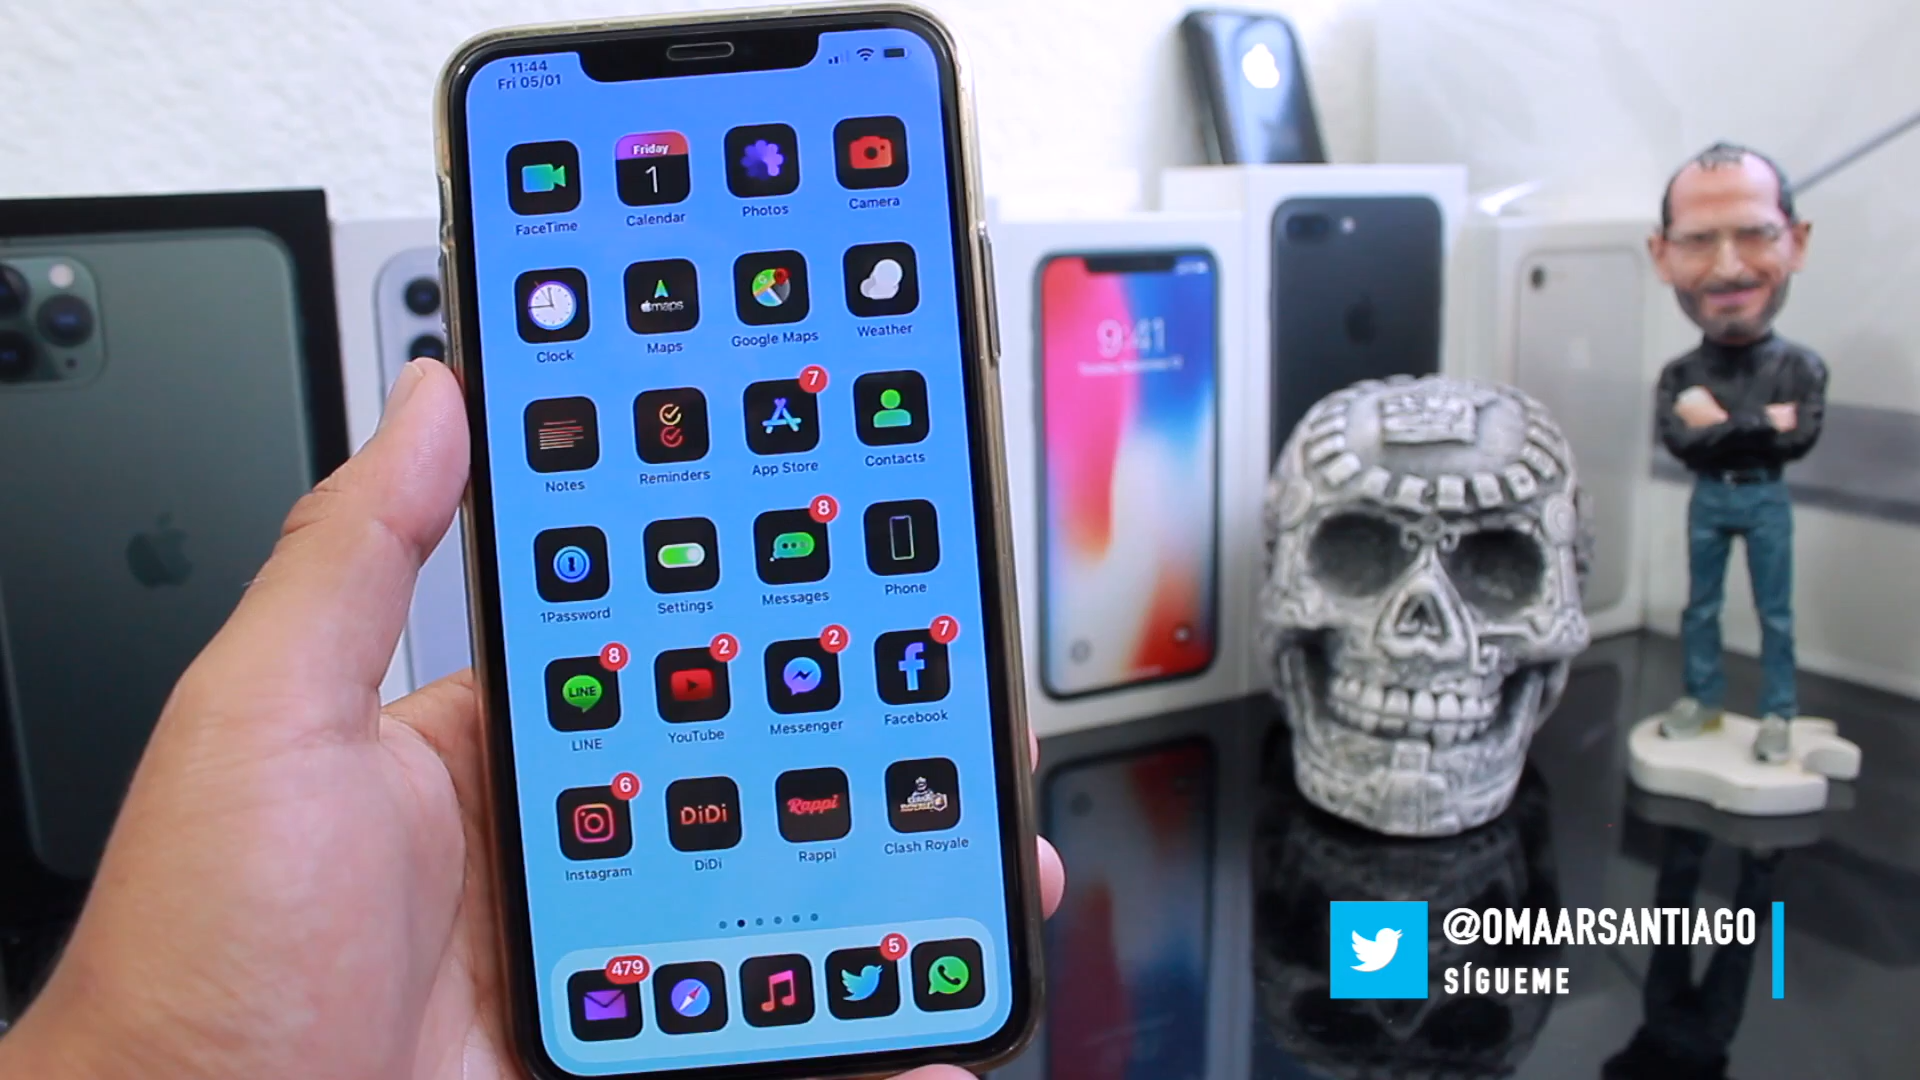 11:44
Fri 05/01
Friday
1
FaceTime
Calendar
Photos
Camera
maps
Clock
Maps
Google Maps
Weather
7
Notes
Reminders
App Store
Contacts
8
1Password
Settings
Messages
Phone
8
2
2
7
LINE
LINE
YouTube
Messenger
Facebook
6
DiDi
Rappi
Instagram
DiDi
Rappi
Clash Royale
479
5
9:41
@OMAARSANTIAGO
SÍGUEME